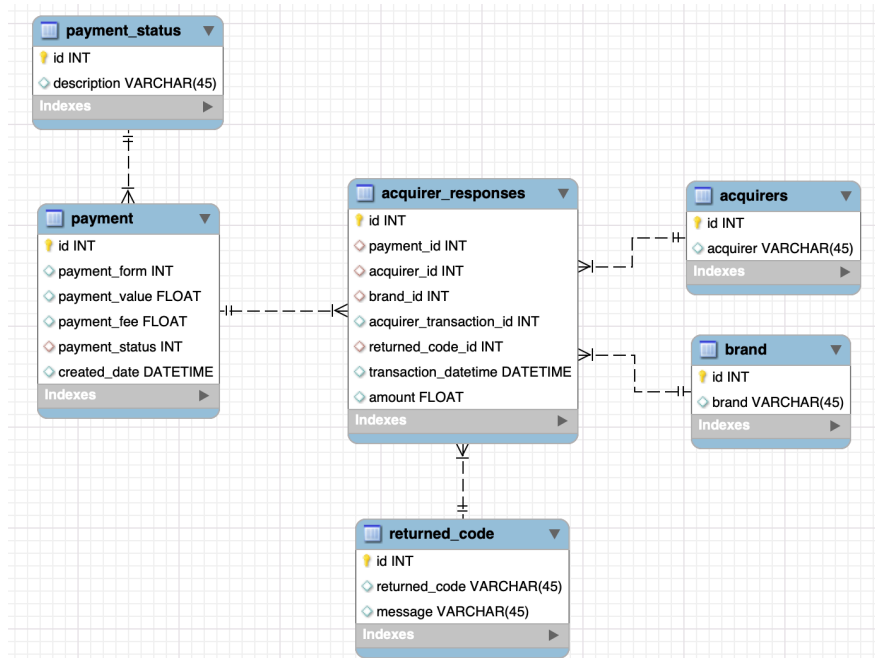 payment_status
id INT
description VARCHAR(45)
Indexes
payment
id INT
payment_form INT
payment_value FLOAT
payment_fee FLOAT
payment_status INT
created_date DATETIME
Indexes
acquirer_responses
id INT
payment_id INT
acquirer_id INT
brand_id INT
acquirer_transaction_id INT
returned_code_id INT
transaction_datetime DATETIME
amount FLOAT
Indexes
acquirers
id INT
acquirer VARCHAR(45)
Indexes
brand
id INT
brand VARCHAR(45)
Indexes
returned_code
id INT
returned_code VARCHAR(45)
message VARCHAR(45)
Indexes